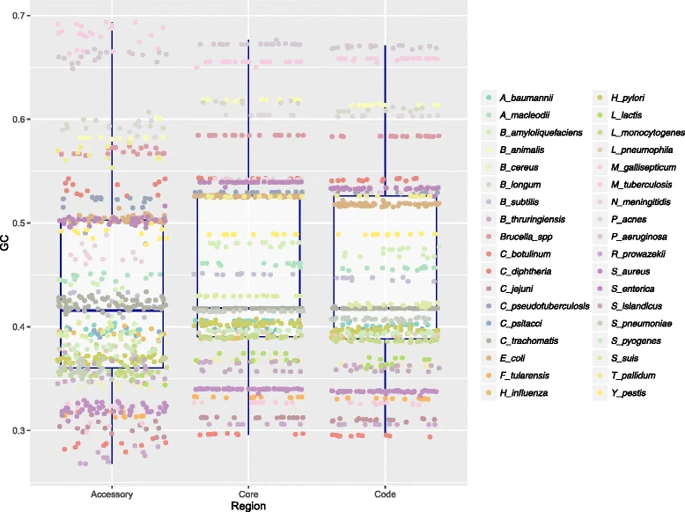 0.7
0.6
0.5
0.4
0.3
GC
Accessory
Core
Code
Region
A_baumannii
A_macleodii
B_amyloliquefaciens
B_animalis
B_cereus
B_longum
B_subtilis
B_thruringiensis
Brucella_spp
C_botulinum
C_diphtheria
C_jejuni
C_pseudotuberculosis
C_psitacci
C_trachomatis
E_coli
F_tularensis
H_influenza
H_pylori
L_lactis
L_monocytogenes
L_pneumophila
M_gallisepticum
M_tuberculosis
N_meningitidis
P_acnes
P_aeruginosa
R_prowazekii
S_aureus
S_enterica
S_islandicus
S_pneumoniae
S_pyogenes
S_suis
T_pallidum
Y_pestis